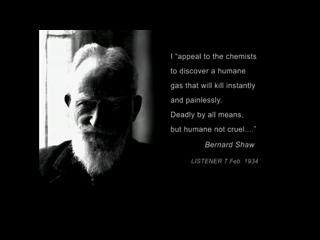 I “appeal to the chemists
to discover a humane
gas that will kill instantly
and painlessly.
Deadly by all means,
but humane not cruel....”
Bernard Shaw
LISTENER 7 Feb. 1934